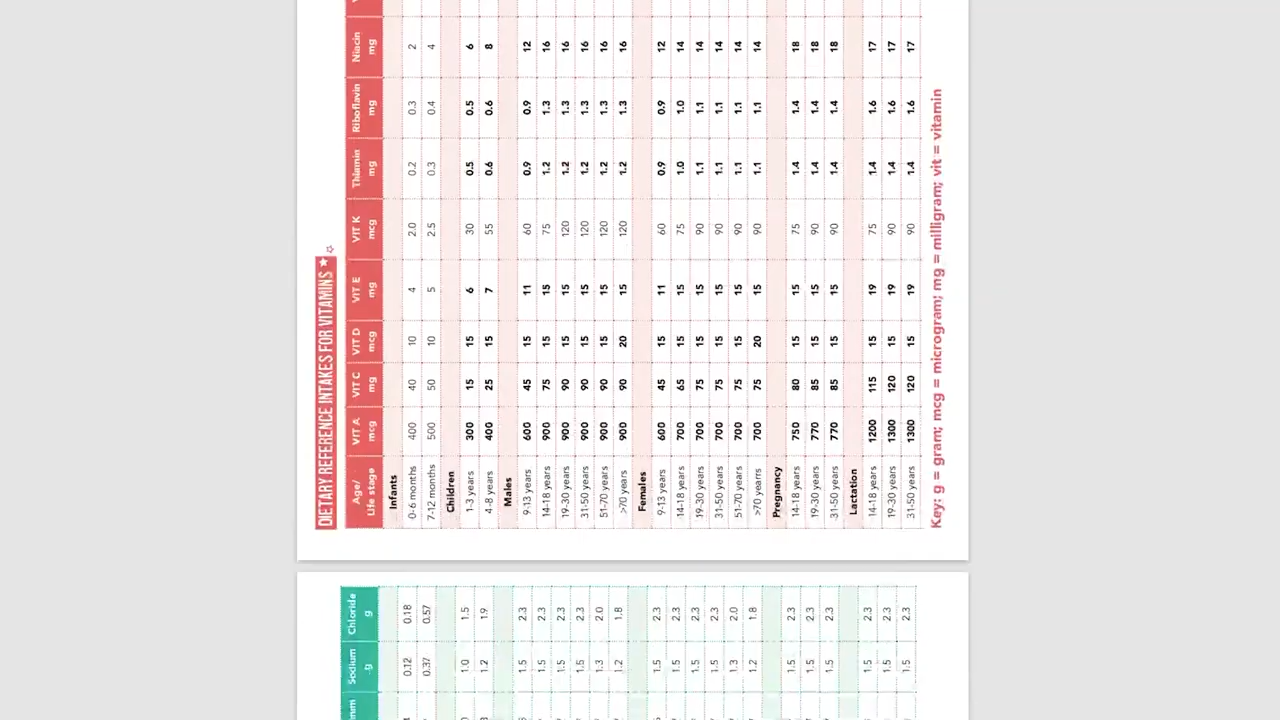 DIETARY REFERENCE INTAKES FOR VITAMINS
Age/ VIT A VIT C VIT D VIT E VIT K Thiamin Riboflavin Niacin
Life stage mcg mg mcg mg mcg mg mg mg
Infants
0-6 months 400 40 10 4 2.0 0.2 0.3 2
7-12 months 500 50 10 5 2.5 0.3 0.4 4
Children
1-3 years 300 15 15 6 30 0.5 0.5 6
4-8 years 400 25 15 7 55 0.6 0.6 8
Males
9-13 years 600 45 15 11 60 0.9 0.9 12
14-18 years 900 75 15 15 75 1.2 1.3 16
19-30 years 900 90 15 15 120 1.2 1.3 16
31-50 years 900 90 15 15 120 1.2 1.3 16
51-70 years 900 90 15 15 120 1.2 1.3 16
>70 years 900 90 20 15 120 1.2 1.3 16
Females
9-13 years 600 45 15 11 60 0.9 0.9 12
14-18 years 700 65 15 15 75 1.0 1.0 14
19-30 years 700 75 15 15 90 1.1 1.1 14
31-50 years 700 75 15 15 90 1.1 1.1 14
51-70 years 700 75 15 15 90 1.1 1.1 14
>70 yearrs 700 75 20 15 90 1.1 1.1 14
Pregnancy
14-18 years 750 80 15 15 75 1.4 1.4 18
19-30 years 770 85 15 15 90 1.4 1.4 18
31-50 years 770 85 15 15 90 1.4 1.4 18
Lactation
14-18 years 1200 115 15 19 75 1.4 1.6 17
19-30 years 1300 120 15 19 90 1.4 1.6 17
31-50 years 1300 120 15 19 90 1.4 1.6 17
Key: g = gram; mcg = microgram; mg = milligram; vit = vitamin
Sodium Chloride
g g
0.12 0.18
0.37 0.57
1.0 1.5
1.2 1.9
1.5 2.3
1.5 2.3
1.5 2.3
1.5 2.3
1.3 2.0
1.2 1.8
1.5 2.3
1.5 2.3
1.5 2.3
1.5 2.3
1.3 2.0
1.2 1.8
1.5 2.3
1.5 2.3
1.5 2.3
1.5 2.3
1.5 2.3
1.5 2.3